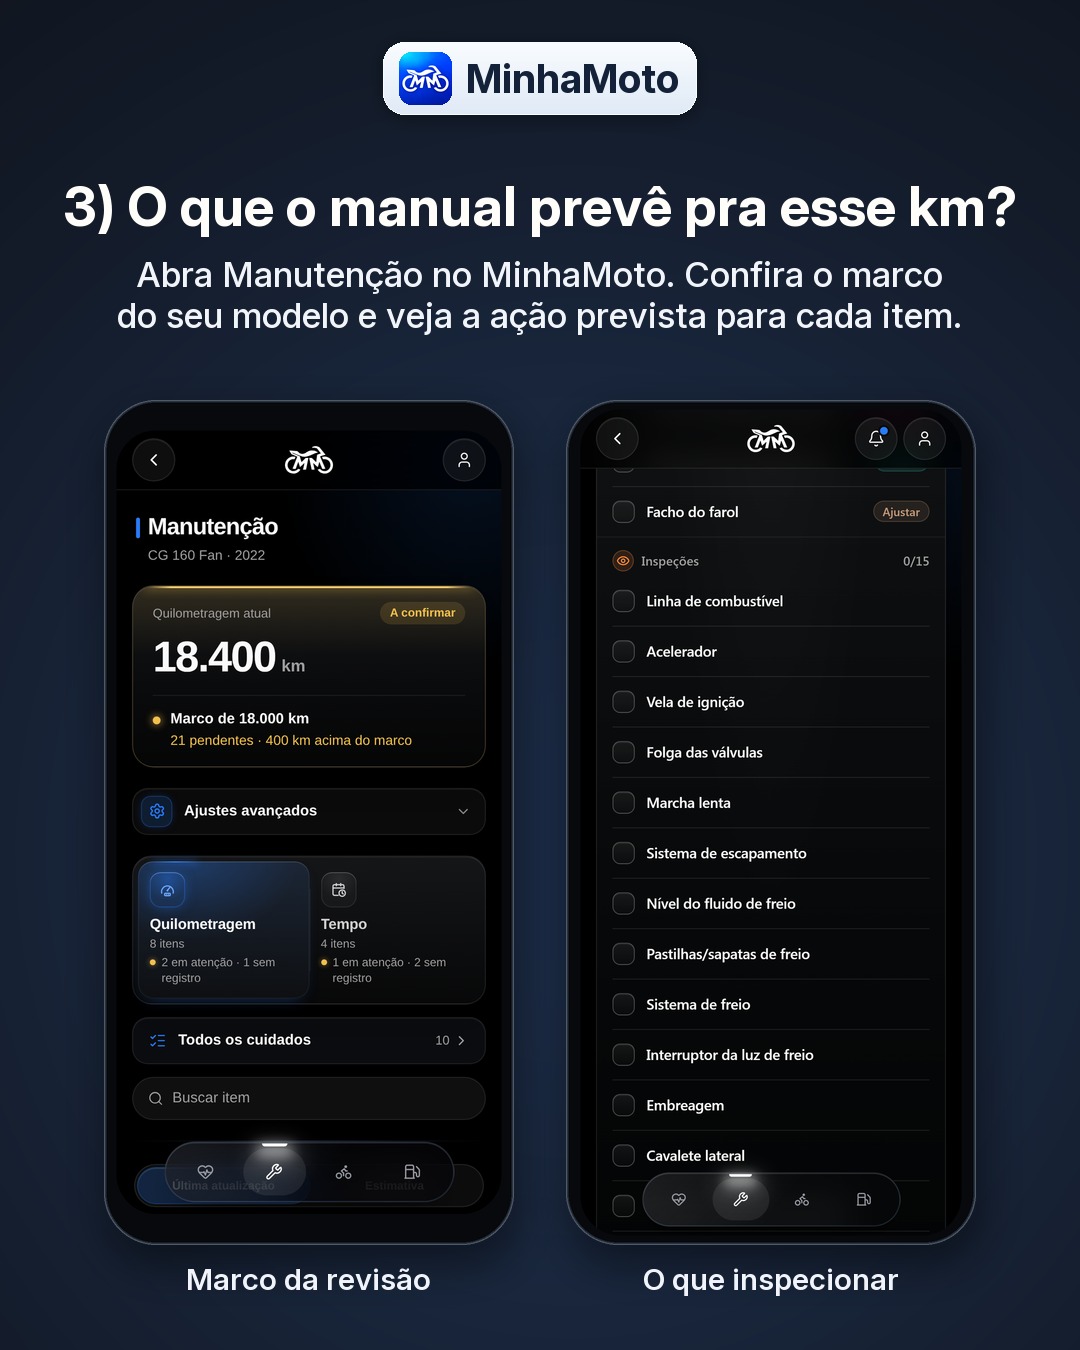 MinhaMoto
3) O que o manual prevê pra esse km?
Abra Manutenção no MinhaMoto. Confira o marco
do seu modelo e veja a ação prevista para cada item.
Manutenção
CG 160 Fan · 2022
Quilometragem atual
A confirmar
18.400 km
Marco de 18.000 km
21 pendentes · 400 km acima do marco
Ajustes avançados
Quilometragem
8 itens
2 em atenção · 1 sem
registro
Tempo
4 itens
1 em atenção · 2 sem
registro
Todos os cuidados
10
Buscar item
Última atualização
Estimativa
Marco da revisão
Facho do farol
Ajustar
Inspeções
0/15
Linha de combustível
Acelerador
Vela de ignição
Folga das válvulas
Marcha lenta
Sistema de escapamento
Nível do fluido de freio
Pastilhas/sapatas de freio
Sistema de freio
Interruptor da luz de freio
Embreagem
Cavalete lateral
O que inspecionar